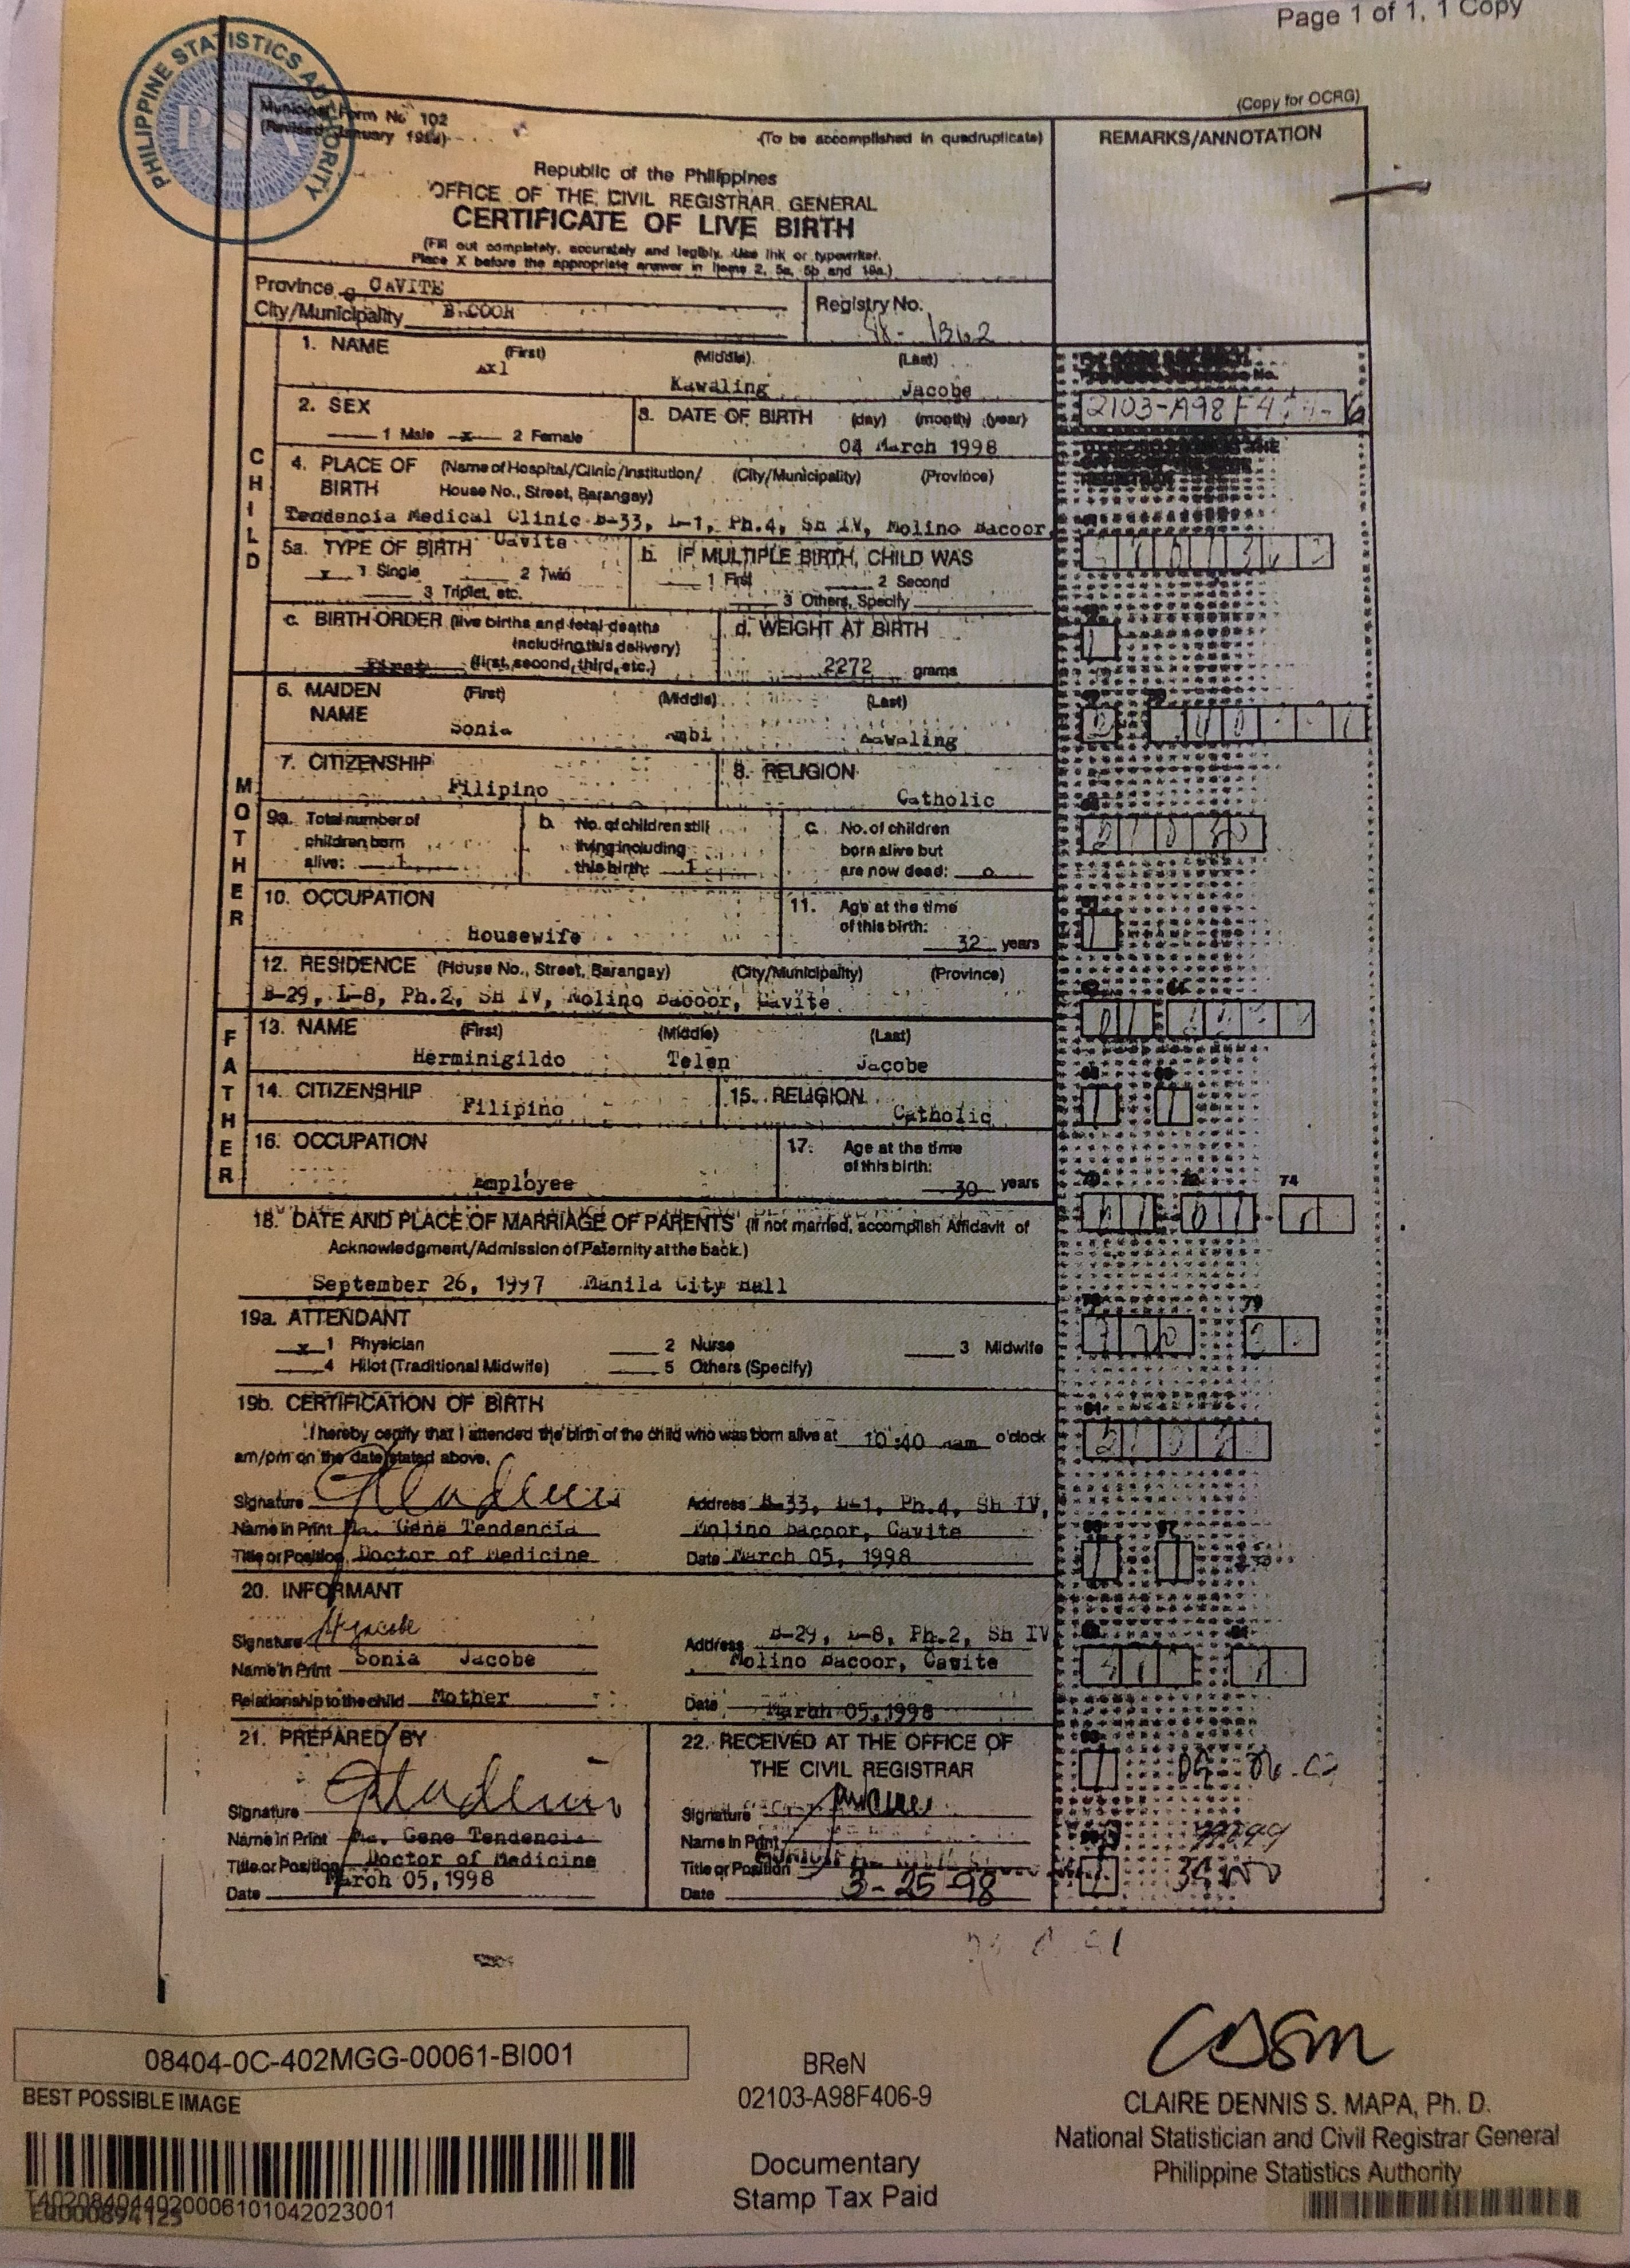 Page 1 of 1, 1 Copy
PHILIPPINE STATISTICS AUTHORITY
PSA
(Copy for OCRG)
Municipal Form No. 102
(To be accomplished in quadruplicate)
REMARKS/ANNOTATION
(Revised January
Republic of the Philippines
OFFICE OF THE CIVIL REGISTRAR GENERAL
CERTIFICATE OF LIVE BIRTH
(Fill out completely, accurately and legibly. Use ink or typewriter.
Place X before the appropriate answer in Items 2, 5a, 5b and 19a.)
Province CAVITE
City/Municipality BACOOR
Registry No.
CHILD
1. NAME (First) (Middle) (Last)
Axl Kawaling Jacobe
2. SEX
1 Male x 2 Female
3. DATE OF BIRTH (day) (month) (year)
04 March 1998
4. PLACE OF BIRTH (Name of Hospital/Clinic/Institution/ (City/Municipality) (Province)
House No., Street, Barangay)
Tendencia Medical Clinic B-33, L-1, Ph.4, SH IV, Molino Bacoor,
Cavite
5a. TYPE OF BIRTH
x 1 Single 2 Twin
3 Triplet, etc.
b. IF MULTIPLE BIRTH, CHILD WAS
1 First 2 Second
3 Others, Specify
c. BIRTH ORDER (live births and fetal deaths
including this delivery)
First (first, second, third, etc.)
d. WEIGHT AT BIRTH
2272 grams
MOTHER
6. MAIDEN NAME (First) (Middle) (Last)
Sonia Ambi Kawaling
7. CITIZENSHIP
Filipino
8. RELIGION
Catholic
9a. Total number of
children born
alive: 1
b. No. of children still
living including
this birth: 1
c. No. of children
born alive but
are now dead: 0
10. OCCUPATION
Housewife
11. Age at the time
of this birth:
32 years
12. RESIDENCE (House No., Street, Barangay) (City/Municipality) (Province)
B-29, L-8, Ph.2, SH IV, Molino Bacoor, Cavite
FATHER
13. NAME (First) (Middle) (Last)
Herminigildo Telen Jacobe
14. CITIZENSHIP
Filipino
15. RELIGION
Catholic
16. OCCUPATION
Employee
17. Age at the time
of this birth:
30 years
18. DATE AND PLACE OF MARRIAGE OF PARENTS (If not married, accomplish Affidavit of
Acknowledgment/Admission of Paternity at the back.)
September 26, 1997 Manila City Hall
74
19a. ATTENDANT
x 1 Physician 2 Nurse 3 Midwife
4 Hilot (Traditional Midwife) 5 Others (Specify)
19b. CERTIFICATION OF BIRTH
I hereby certify that I attended the birth of the child who was born alive at 10:40 am o'clock
am/pm on the date stated above.
Signature
Address B-33, L-1, Ph.4, SH IV,
Name in Print Ma. Gene Tendencia
Molino Bacoor, Cavite
Title or Position Doctor of Medicine
Date March 05, 1998
20. INFORMANT
Signature
Address B-29, L-8, Ph.2, SH IV
Name in Print Sonia Jacobe
Molino Bacoor, Cavite
Relationship to the child Mother
Date March 05,1998
21. PREPARED BY
Signature
Name in Print Ma. Gene Tendencia
Title or Position Doctor of Medicine
Date March 05,1998
22. RECEIVED AT THE OFFICE OF
THE CIVIL REGISTRAR
Signature
Name in Print
Title or Position
Date 3-25-98
08404-0C-402MGG-00061-BI001
BEST POSSIBLE IMAGE
T402084044020006101042023001
BReN
02103-A98F406-9
Documentary
Stamp Tax Paid
CLAIRE DENNIS S. MAPA, Ph. D.
National Statistician and Civil Registrar General
Philippine Statistics Authority